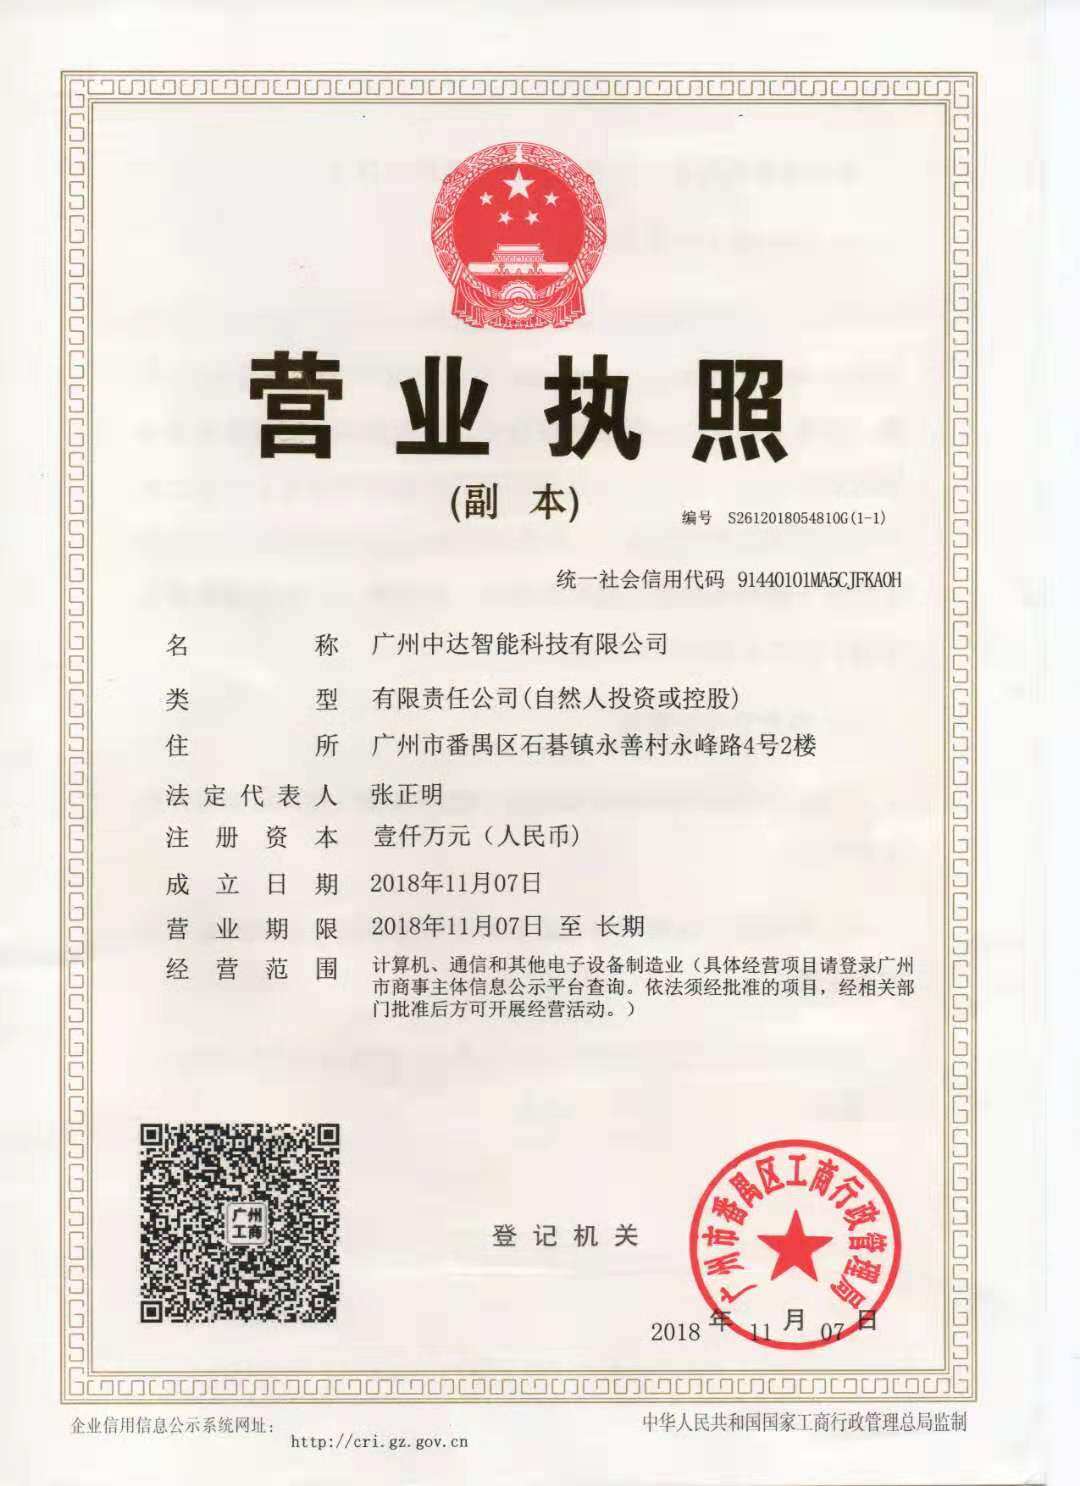 营业执照
(副 本)
编号 S2612018054810G(1-1)
统一社会信用代码 91440101MA5CJFKA0H
名 称 广州中达智能科技有限公司
类 型 有限责任公司(自然人投资或控股)
住 所 广州市番禺区石碁镇永善村永峰路4号2楼
法定代表人 张正明
注册资本 壹仟万元（人民币）
成立日期 2018年11月07日
营业期限 2018年11月07日 至 长期
经营范围 计算机、通信和其他电子设备制造业（具体经营项目请登录广州
市商事主体信息公示平台查询。依法须经批准的项目，经相关部
门批准后方可开展经营活动。）
广州
工商
登记机关
广州市番禺区工商行政管理局
2018 年 11 月 07 日
企业信用信息公示系统网址：
http://cri.gz.gov.cn
中华人民共和国国家工商行政管理总局监制